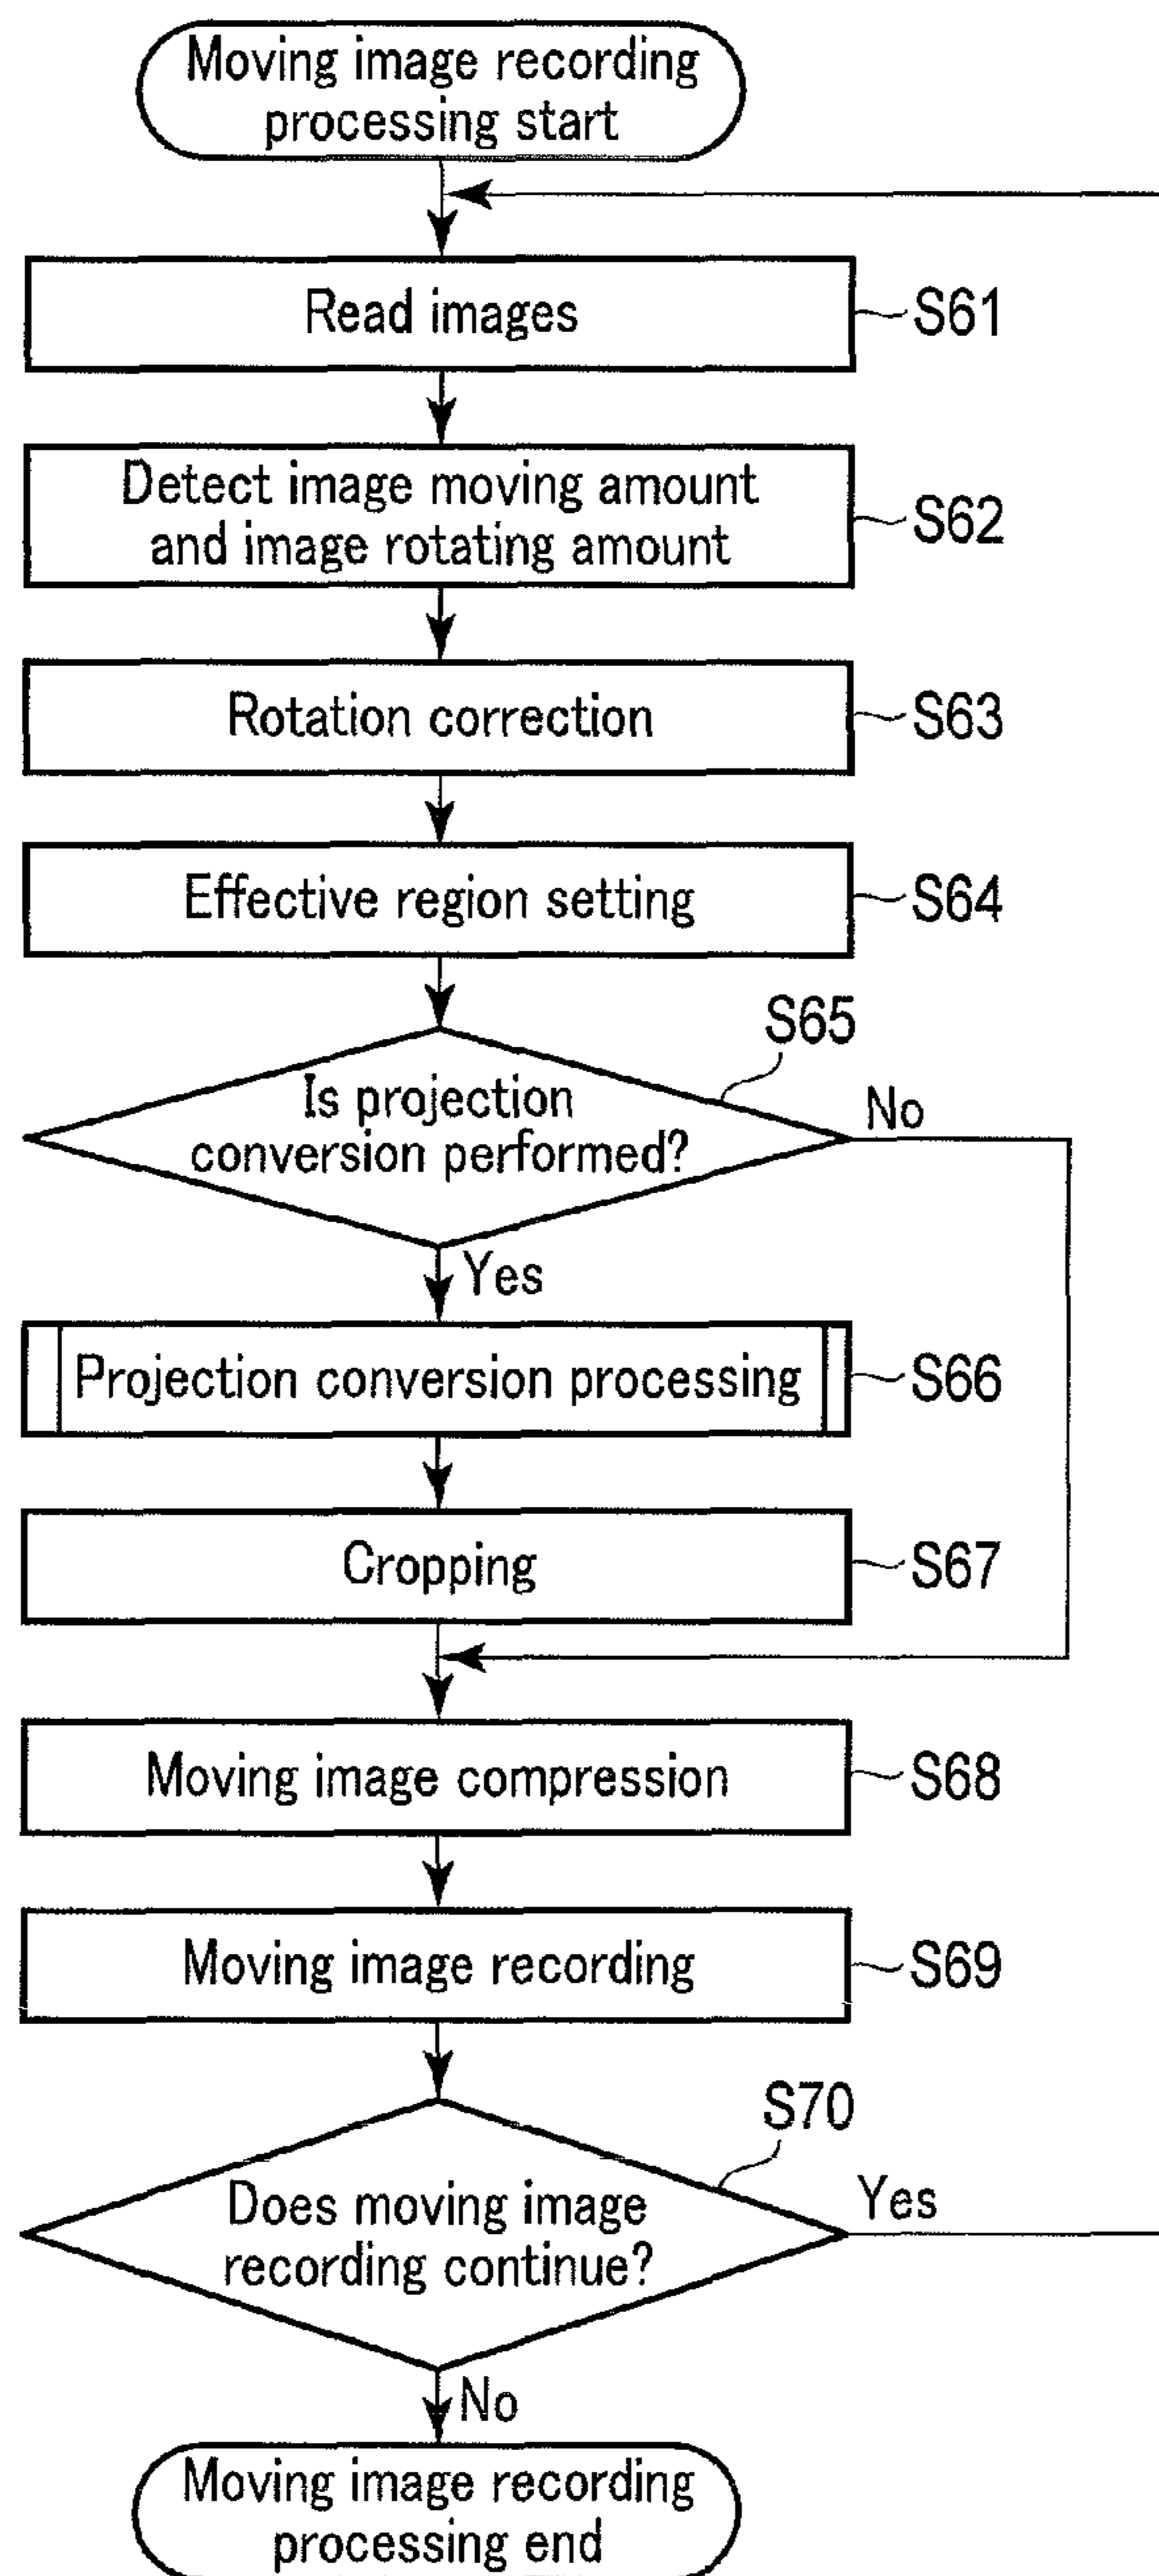 Moving image recording
processing start
Read images
S61
Detect image moving amount
and image rotating amount
S62
Rotation correction
S63
Effective region setting
S64
S65
Is projection
conversion performed?
No
Yes
Projection conversion processing
S66
Cropping
S67
Moving image compression
S68
Moving image recording
S69
S70
Does moving image
recording continue?
Yes
No
Moving image recording
processing end